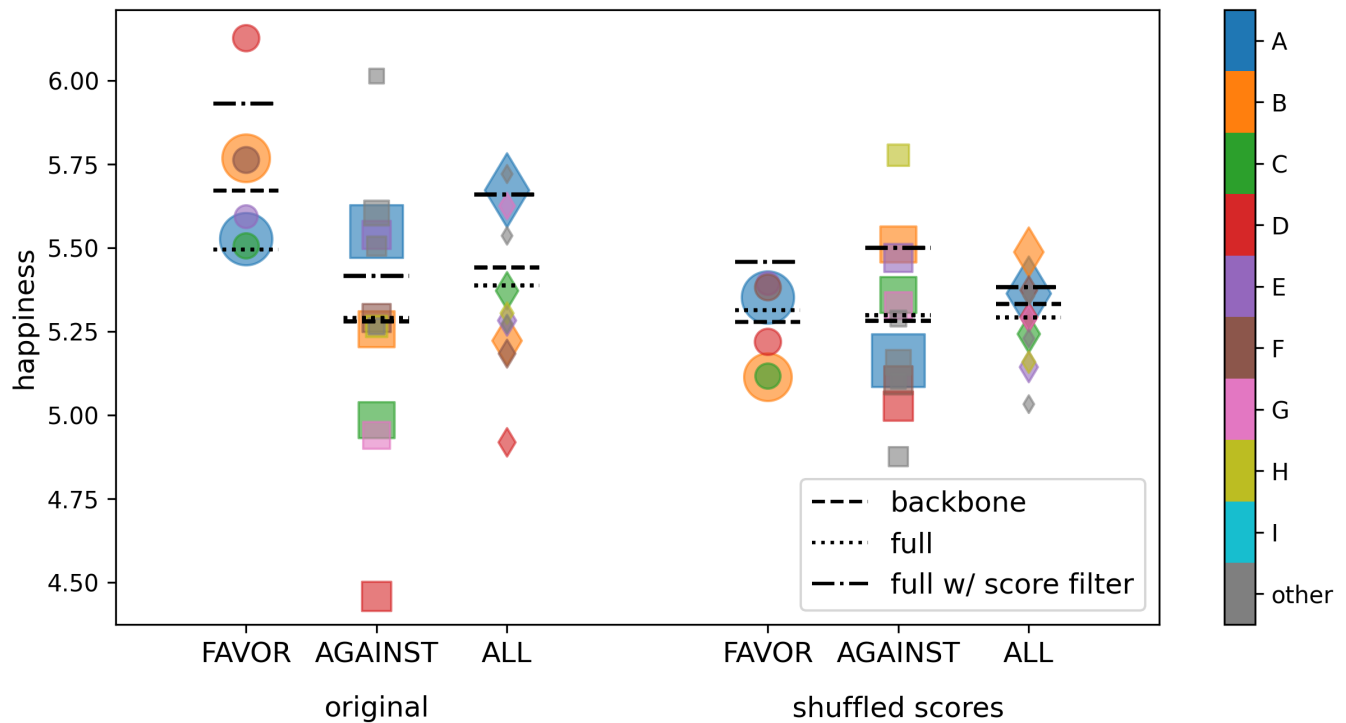 happiness
6.00
5.75
5.50
5.25
5.00
4.75
4.50
FAVOR AGAINST ALL FAVOR AGAINST ALL
original shuffled scores
backbone
full
full w/ score filter
A
B
C
D
E
F
G
H
I
other